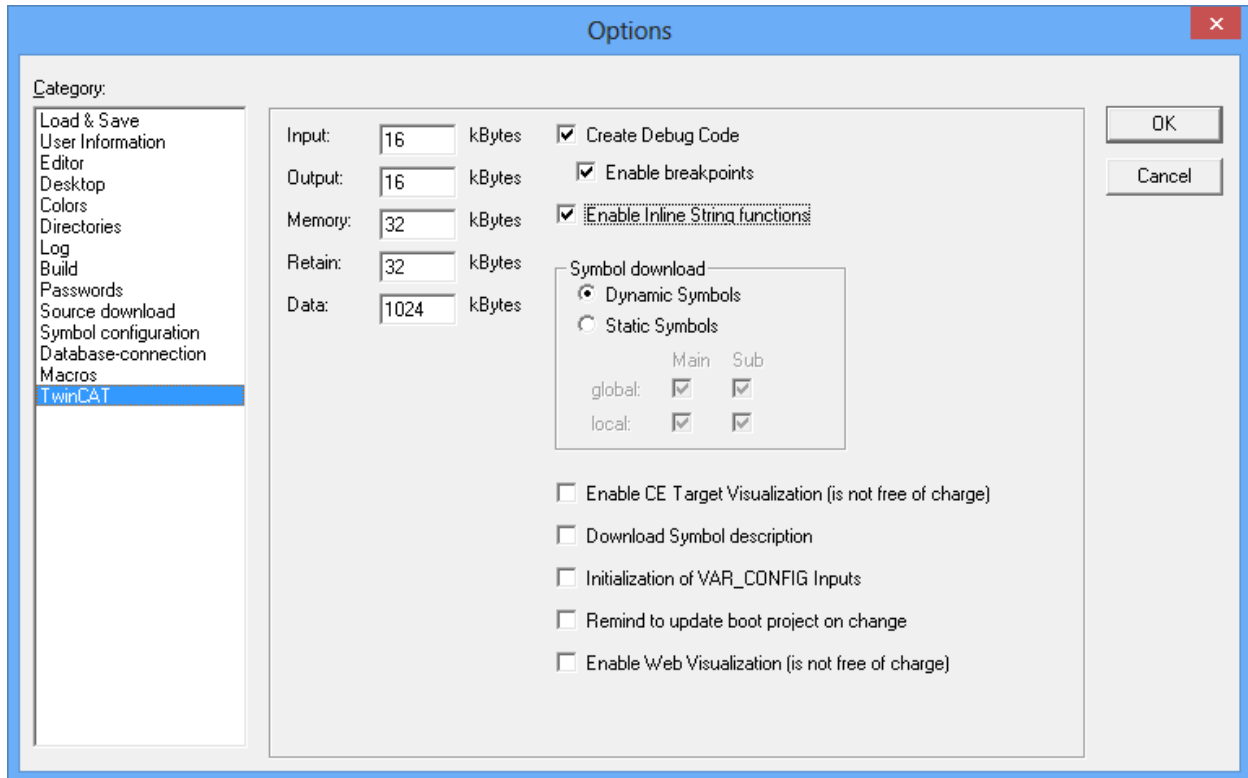 Options
Category:
Load & Save
User Information
Editor
Desktop
Colors
Directories
Log
Build
Passwords
Source download
Symbol configuration
Database-connection
Macros
TwinCAT
Input: 16 kBytes
Output: 16 kBytes
Memory: 32 kBytes
Retain: 32 kBytes
Data: 1024 kBytes
Create Debug Code
Enable breakpoints
Enable Inline String functions
Symbol download
Dynamic Symbols
Static Symbols
Main Sub
global:
local:
Enable CE Target Visualization (is not free of charge)
Download Symbol description
Initialization of VAR_CONFIG Inputs
Remind to update boot project on change
Enable Web Visualization (is not free of charge)
OK
Cancel